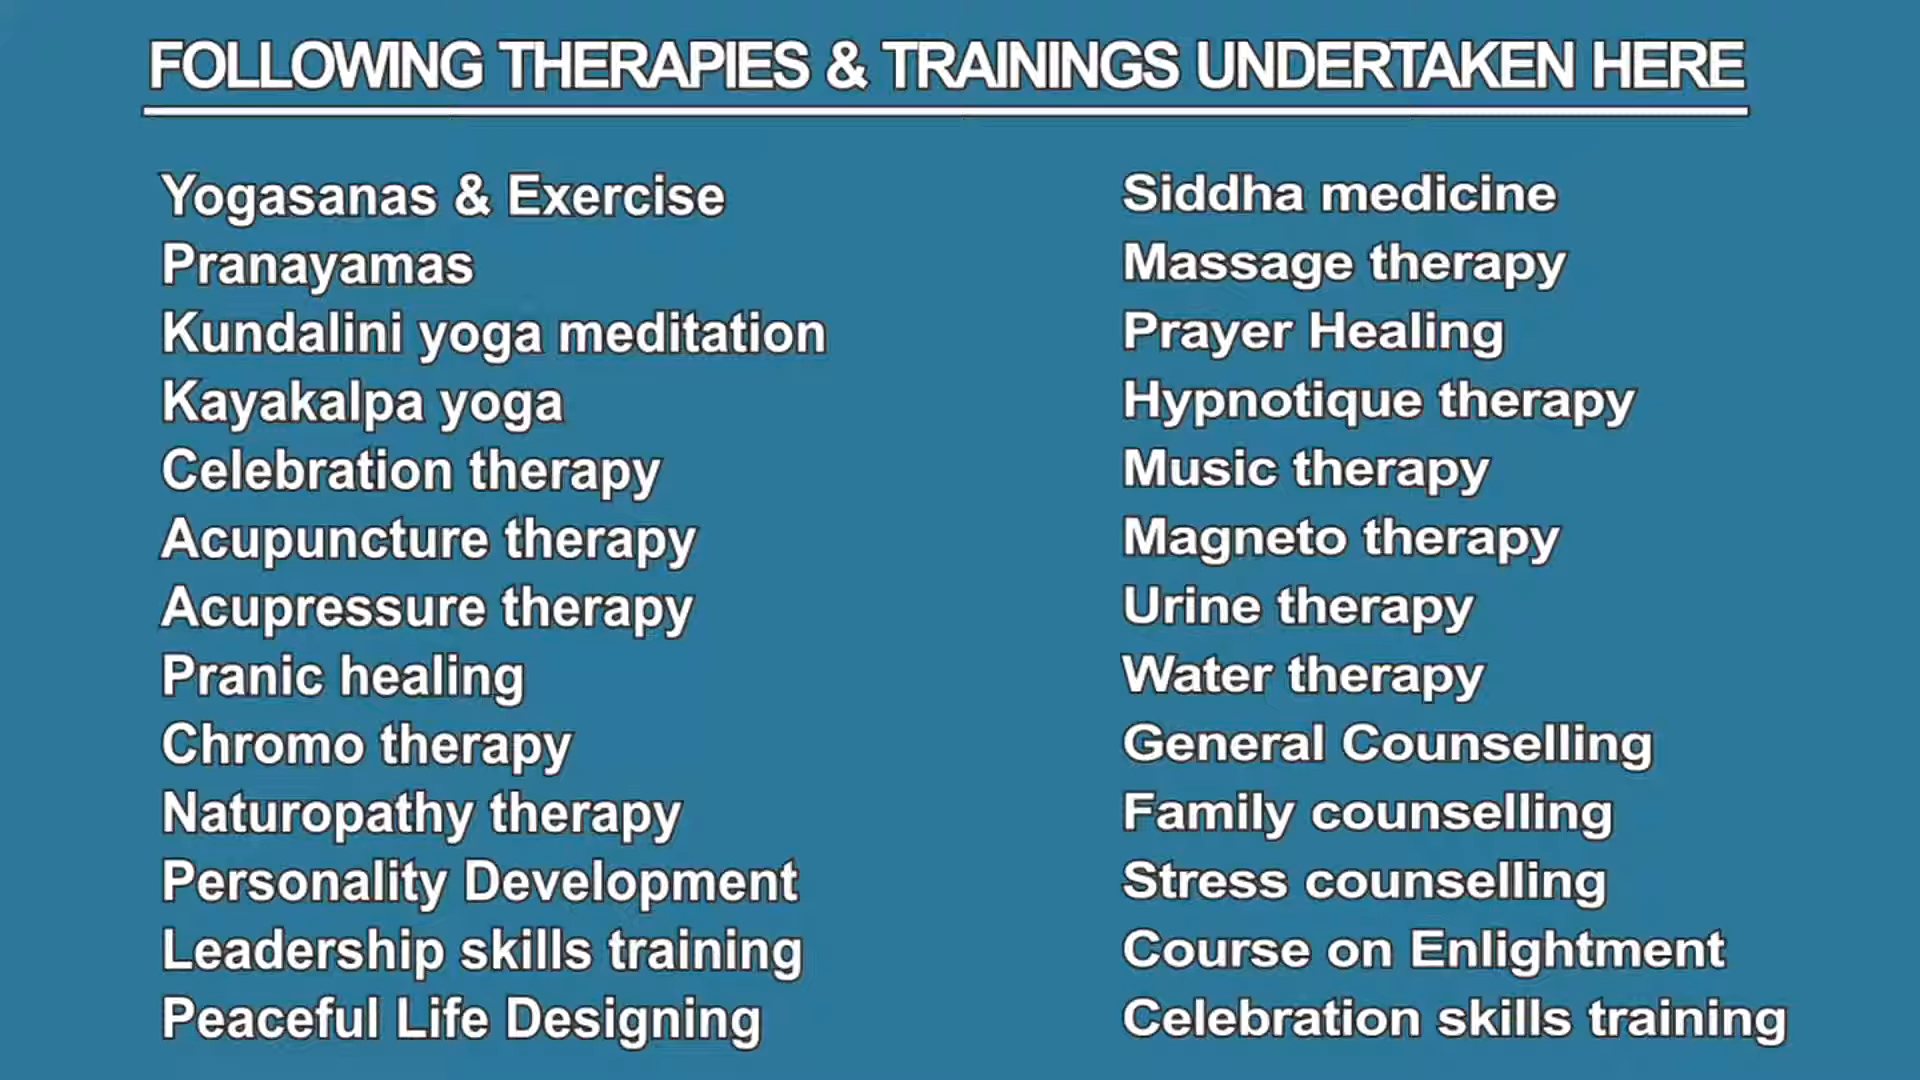 FOLLOWING THERAPIES & TRAININGS UNDERTAKEN HERE
Yogasanas & Exercise
Pranayamas
Kundalini yoga meditation
Kayakalpa yoga
Celebration therapy
Acupuncture therapy
Acupressure therapy
Pranic healing
Chromo therapy
Naturopathy therapy
Personality Development
Leadership skills training
Peaceful Life Designing
Siddha medicine
Massage therapy
Prayer Healing
Hypnotique therapy
Music therapy
Magneto therapy
Urine therapy
Water therapy
General Counselling
Family counselling
Stress counselling
Course on Enlightment
Celebration skills training